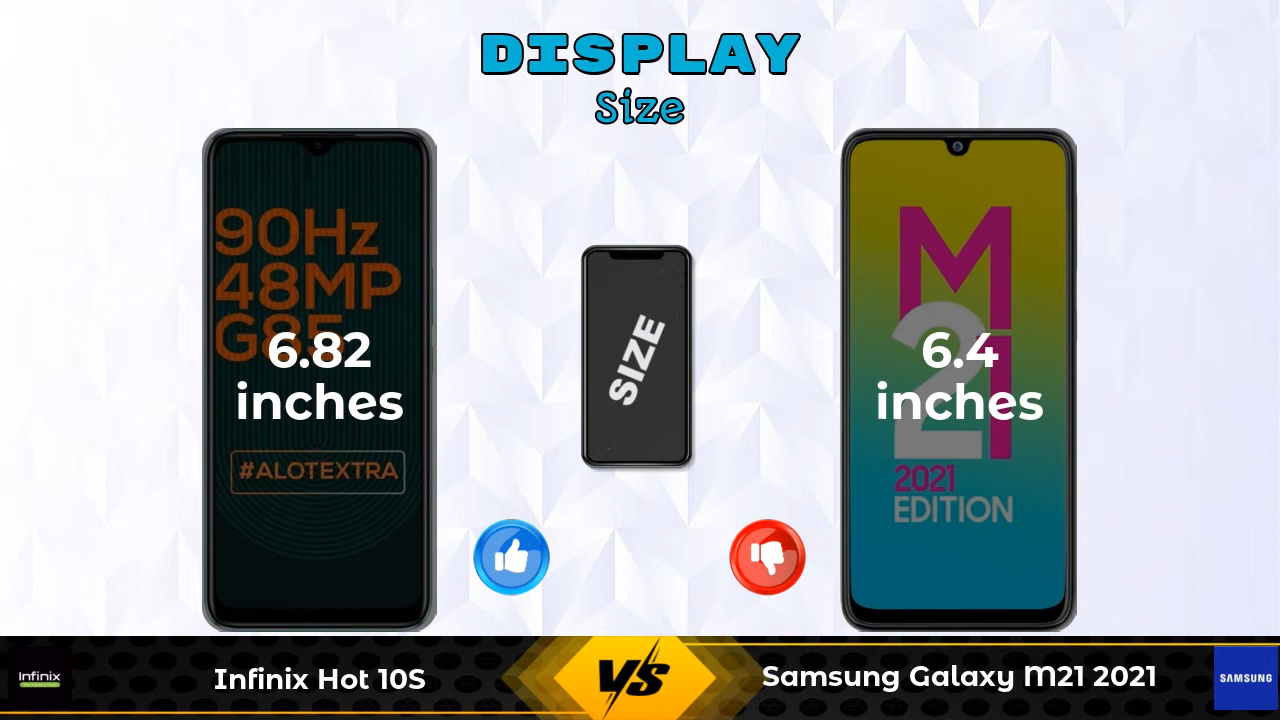 DISPLAY
Size
90Hz
48MP
G85
6.82
inches
#ALOTEXTRA
SIZE
M
21
6.4
inches
2021
EDITION
Infinix
Infinix Hot 10S
VS
Samsung Galaxy M21 2021
SAMSUNG